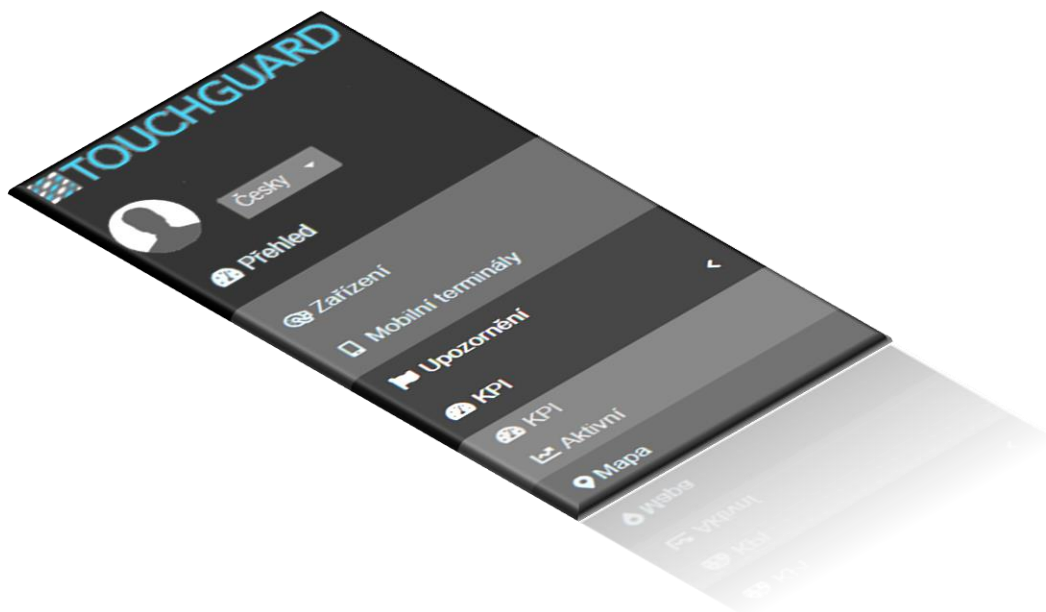 TOUCHGUARD
Česky
Přehled
Zařízení
Mobilní terminály
Upozornění
KPI
KPI
Aktivní
Mapa